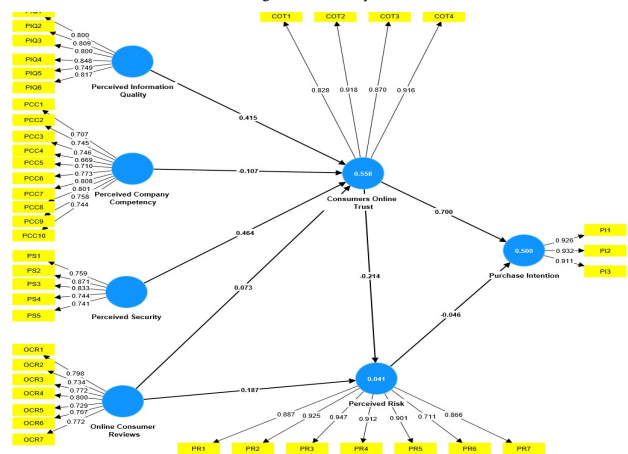 COT1 COT2 COT3 COT4
PIQ2
PIQ3
PIQ4
PIQ5
PIQ6
0.800
0.809
0.800
0.848
0.749
0.817
Perceived Information
Quality
0.828 0.918 0.870 0.916
0.415
PCC1
PCC2
PCC3
PCC4
PCC5
PCC6
PCC7
PCC8
PCC9
PCC10
0.707
0.745
0.746
0.669
0.710
0.773
0.808
0.801
0.758
0.744
Perceived Company
Competency
-0.107
0.558
Consumers Online
Trust
0.700
0.464
0.073
-0.214
0.500
Purchase Intention
0.926
0.932
0.911
PI1
PI2
PI3
PS1
PS2
PS3
PS4
PS5
0.759
0.871
0.833
0.744
0.741
Perceived Security
-0.046
OCR1
OCR2
OCR3
OCR4
OCR5
OCR6
OCR7
0.798
0.734
0.772
0.800
0.729
0.707
0.772
Online Consumer
Reviews
0.187
0.041
Perceived Risk
0.887 0.925 0.947 0.912 0.901 0.711 0.866
PR1 PR2 PR3 PR4 PR5 PR6 PR7